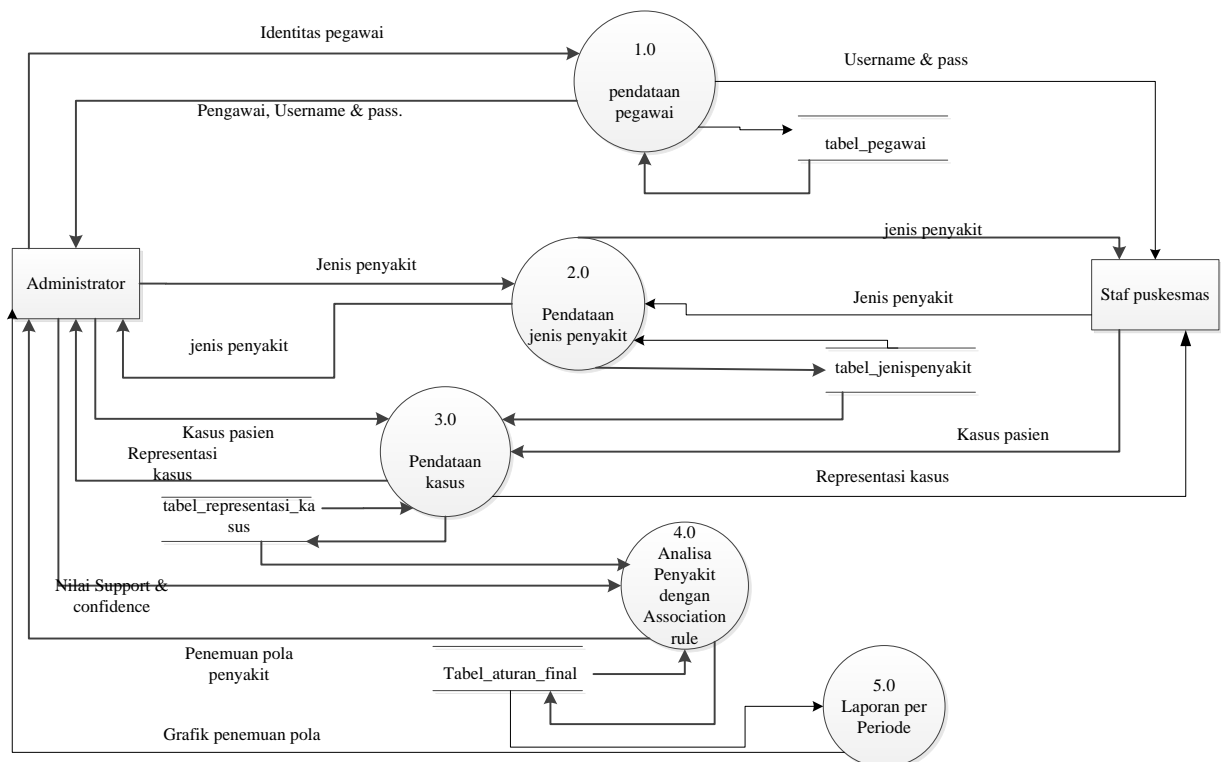 Identitas pegawai
1.0
pendataan
pegawai
Username & pass
Pengawai, Username & pass.
tabel_pegawai
jenis penyakit
Administrator
Jenis penyakit
2.0
Pendataan
jenis penyakit
Jenis penyakit
Staf puskesmas
jenis penyakit
tabel_jenispenyakit
3.0
Pendataan
kasus
Kasus pasien
Kasus pasien
Representasi
kasus
Representasi kasus
tabel_representasi_ka
sus
4.0
Analisa
Penyakit
dengan
Association
rule
Nilai Support &
confidence
Penemuan pola
penyakit
Tabel_aturan_final
5.0
Laporan per
Periode
Grafik penemuan pola